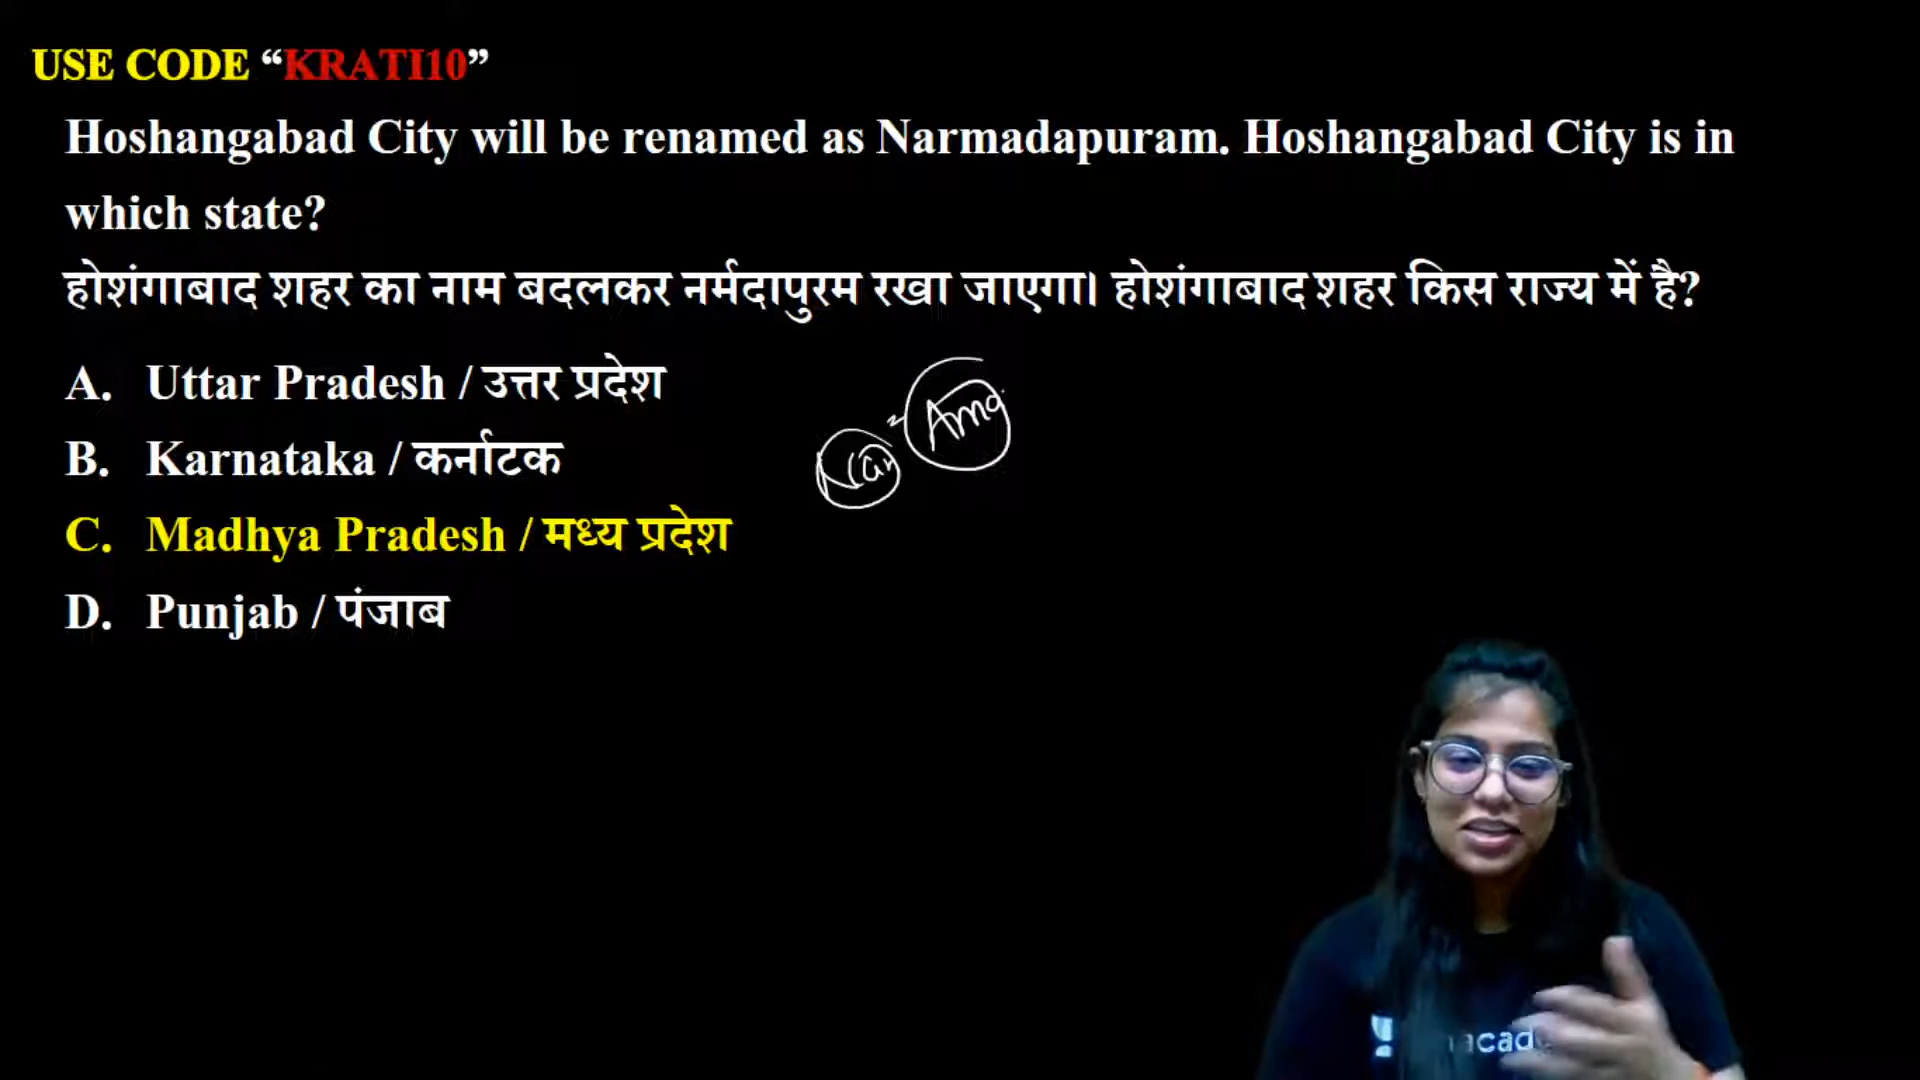 USE CODE “KRATI10”
Hoshangabad City will be renamed as Narmadapuram. Hoshangabad City is in
which state?
होशंगाबाद शहर का नाम बदलकर नर्मदापुरम रखा जाएगा। होशंगाबाद शहर किस राज्य में है?
A. Uttar Pradesh / उत्तर प्रदेश
B. Karnataka / कर्नाटक
C. Madhya Pradesh / मध्य प्रदेश
D. Punjab / पंजाब